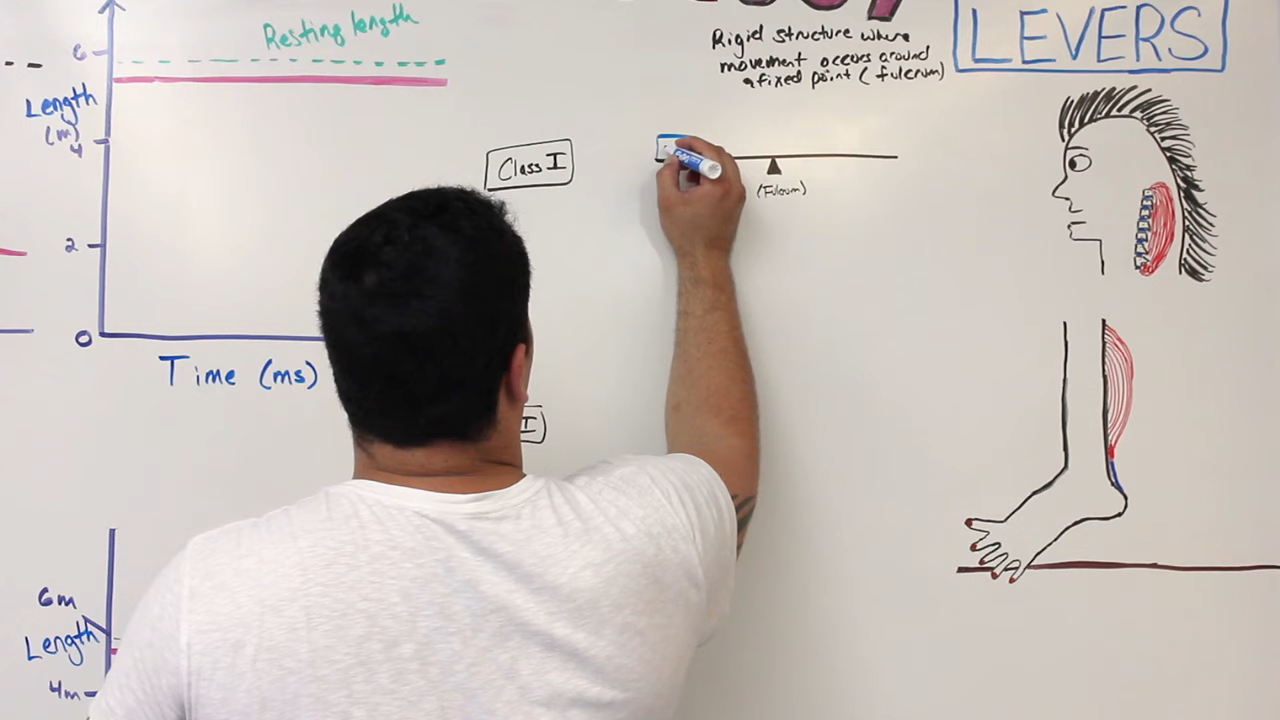 Resting length
6
Length
(m)
4
2
0
Time (ms)
Rigid structure where
movement occurs around
a fixed point (fulcrum)
LEVERS
Class I
(Fulcrum)
I
6m
Length
4m